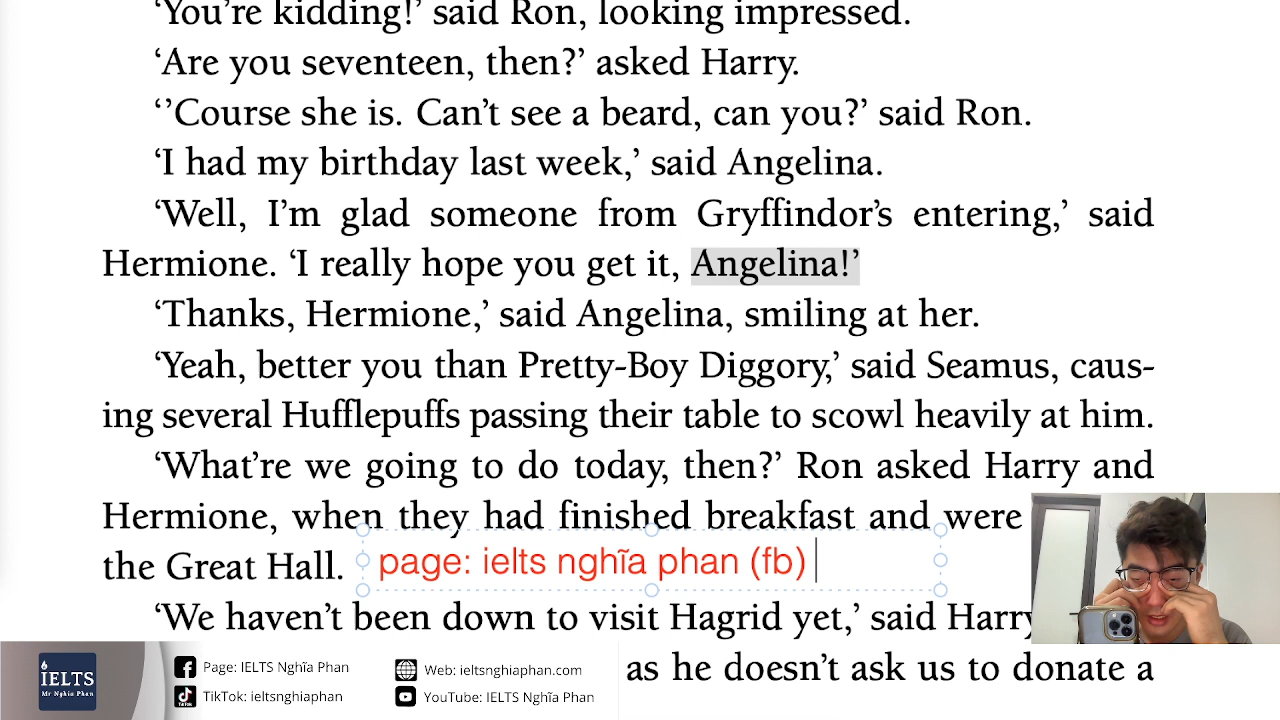 ‘You’re kidding!’ said Ron, looking impressed.
‘Are you seventeen, then?’ asked Harry.
‘’Course she is. Can’t see a beard, can you?’ said Ron.
‘I had my birthday last week,’ said Angelina.
‘Well, I’m glad someone from Gryffindor’s entering,’ said
Hermione. ‘I really hope you get it, Angelina!’
‘Thanks, Hermione,’ said Angelina, smiling at her.
‘Yeah, better you than Pretty-Boy Diggory,’ said Seamus, caus-
ing several Hufflepuffs passing their table to scowl heavily at him.
‘What’re we going to do today, then?’ Ron asked Harry and
Hermione, when they had finished breakfast and were
the Great Hall.
page: ielts nghĩa phan (fb)
‘We haven’t been down to visit Hagrid yet,’ said Harry
as he doesn’t ask us to donate a
IELTS
Mr Nghĩa Phan
Page: IELTS Nghĩa Phan
TikTok: ieltsnghiaphan
Web: ieltsnghiaphan.com
YouTube: IELTS Nghĩa Phan